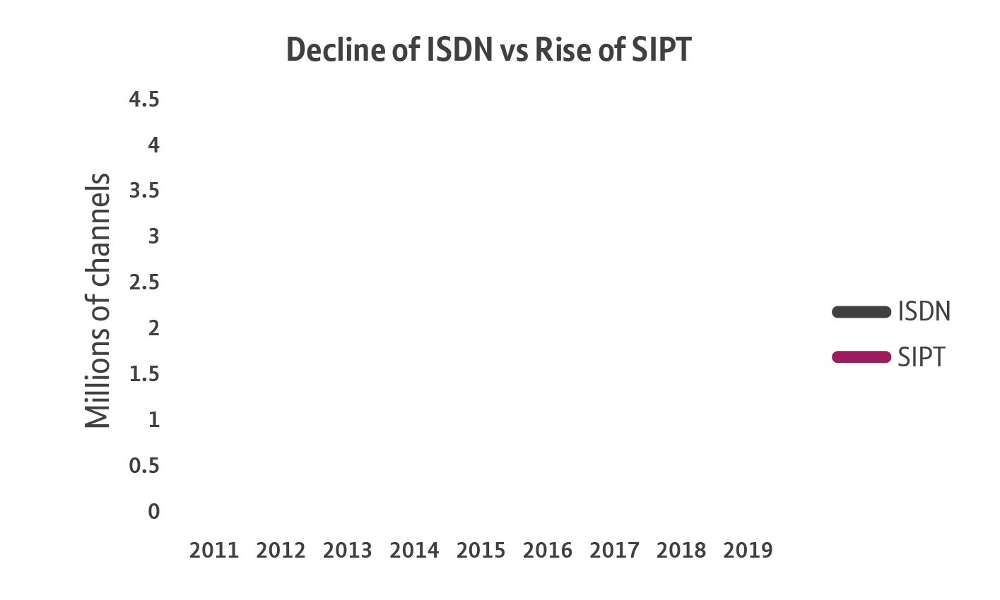 Decline of ISDN vs Rise of SIPT
4.5
4
3.5
3
2.5
2
1.5
1
0.5
0
Millions of channels
2011 2012 2013 2014 2015 2016 2017 2018 2019
ISDN
SIPT